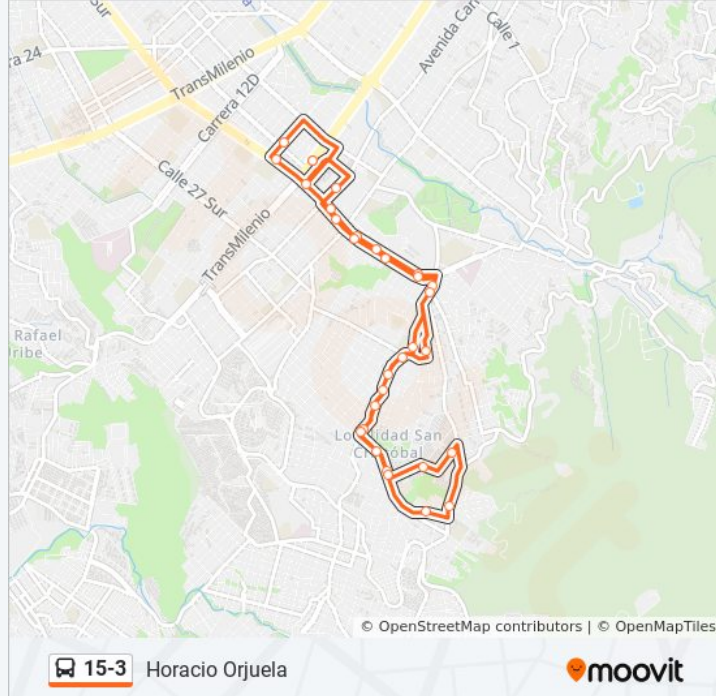 ra 24
Sur
TransMilenio
Carrera 12D
Avenida Car
Calle 1
Calle 27 Sur
TransMilenio
Rafael
Uribe
Localidad San
Cristóbal
© OpenStreetMap contributors | © OpenMapTiles
15-3 Horacio Orjuela
moovit